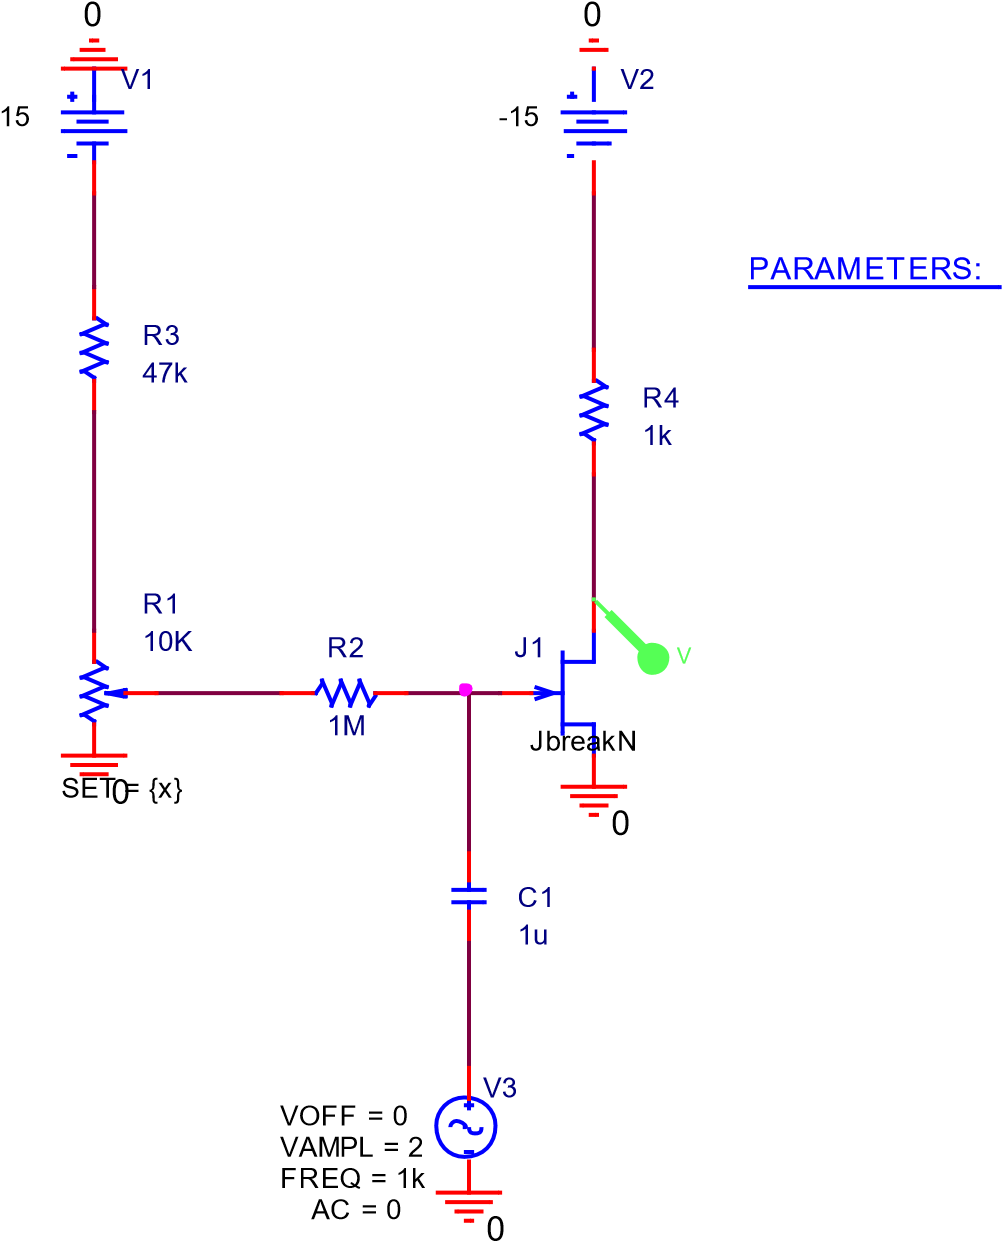 0
0
V1
V2
15
-15
PARAMETERS:
R3
47k
R4
1k
R1
10K
R2
1M
J1
V
JbreakN
SET = {x}
0
0
C1
1u
V3
VOFF = 0
VAMPL = 2
FREQ = 1k
AC = 0
0